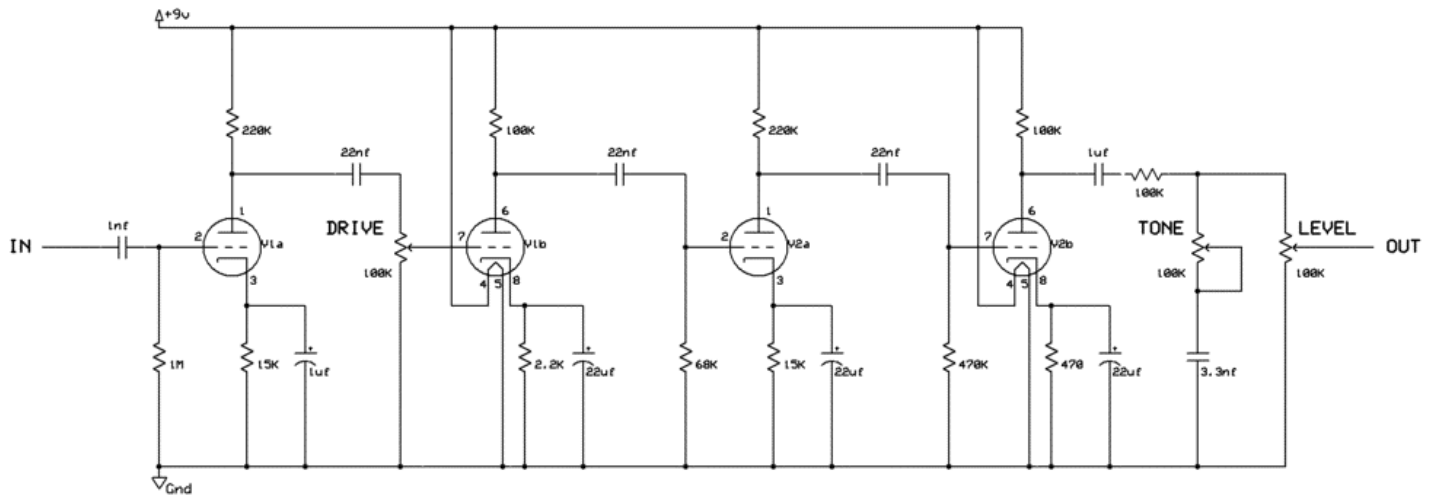 +9v
220K
100K
220K
100K
22nf
22nf
22nf
1uf
100K
1nf
IN
2
1
V1a
3
DRIVE
100K
7
6
V1b
4
5
8
2
1
V2a
3
7
6
V2b
4
5
8
TONE
100K
LEVEL
100K
OUT
1M
15K
1uf
2.2K
22uf
68K
15K
22uf
470K
470
22uf
3.3nf
Gnd